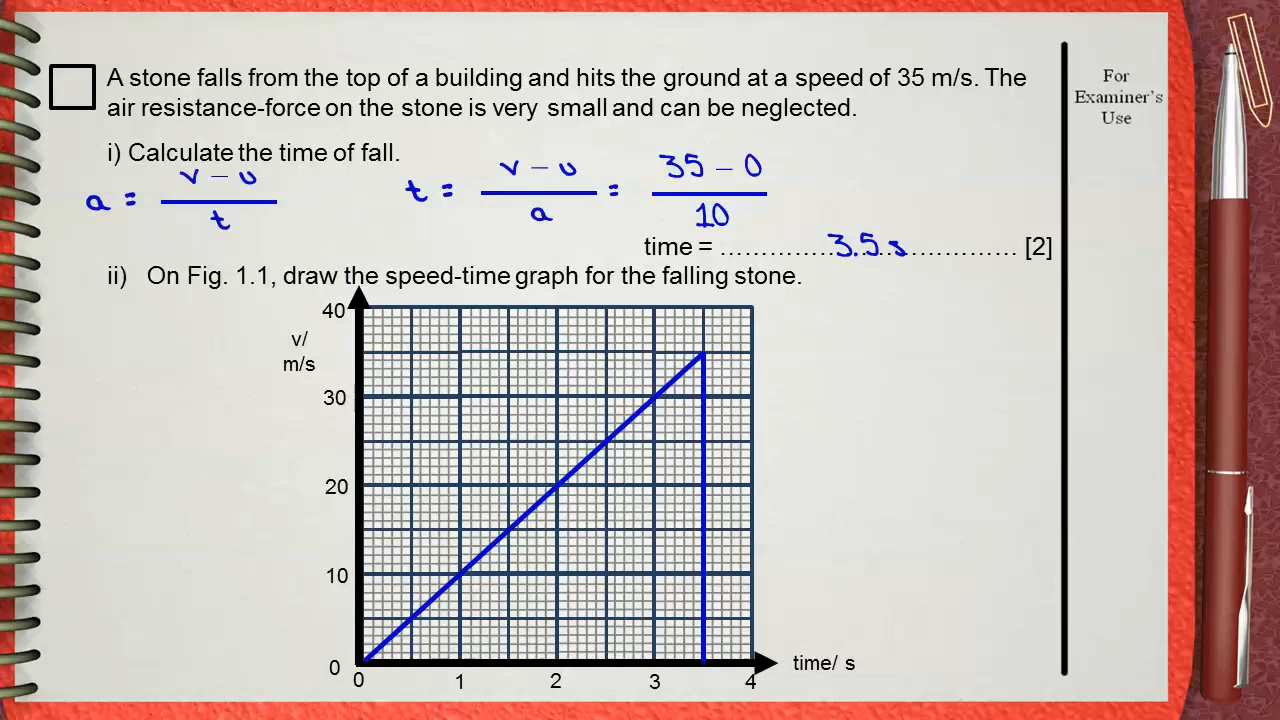 A stone falls from the top of a building and hits the ground at a speed of 35 m/s. The
air resistance-force on the stone is very small and can be neglected.
For
Examiner's
Use
i) Calculate the time of fall.
a = v – u / t
t = v – u / a = 35 – 0 / 10
time = ............3.5 s............ [2]
ii) On Fig. 1.1, draw the speed-time graph for the falling stone.
v/
m/s
40
30
20
10
0
0 1 2 3 4
time/ s